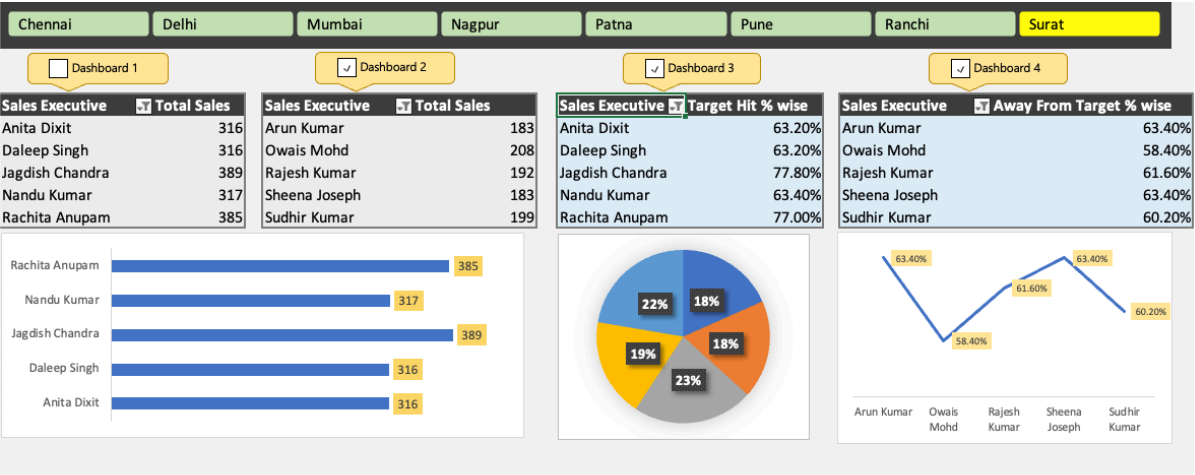 Chennai Delhi Mumbai Nagpur Patna Pune Ranchi Surat
Dashboard 1 Dashboard 2 Dashboard 3 Dashboard 4
Sales Executive Total Sales
Anita Dixit 316
Daleep Singh 316
Jagdish Chandra 389
Nandu Kumar 317
Rachita Anupam 385
Sales Executive Total Sales
Arun Kumar 183
Owais Mohd 208
Rajesh Kumar 192
Sheena Joseph 183
Sudhir Kumar 199
Sales Executive Target Hit % wise
Anita Dixit 63.20%
Daleep Singh 63.20%
Jagdish Chandra 77.80%
Nandu Kumar 63.40%
Rachita Anupam 77.00%
Sales Executive Away From Target % wise
Arun Kumar 63.40%
Owais Mohd 58.40%
Rajesh Kumar 61.60%
Sheena Joseph 63.40%
Sudhir Kumar 60.20%
Rachita Anupam 385
Nandu Kumar 317
Jagdish Chandra 389
Daleep Singh 316
Anita Dixit 316
22% 18%
19% 18%
23%
63.40% 63.40%
61.60%
60.20%
58.40%
Arun Kumar Owais Rajesh Sheena Sudhir
Mohd Kumar Joseph Kumar